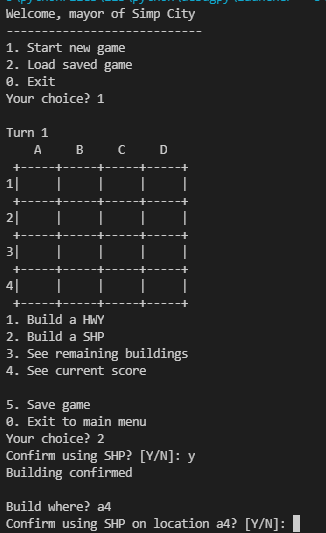 Welcome, mayor of Simp City
----------------------------
1. Start new game
2. Load saved game
0. Exit
Your choice? 1

Turn 1
    A     B     C     D
 +-----+-----+-----+-----+
1|     |     |     |     |
 +-----+-----+-----+-----+
2|     |     |     |     |
 +-----+-----+-----+-----+
3|     |     |     |     |
 +-----+-----+-----+-----+
4|     |     |     |     |
 +-----+-----+-----+-----+
1. Build a HWY
2. Build a SHP
3. See remaining buildings
4. See current score

5. Save game
0. Exit to main menu
Your choice? 2
Confirm using SHP? [Y/N]: y
Building confirmed

Build where? a4
Confirm using SHP on location a4? [Y/N]: